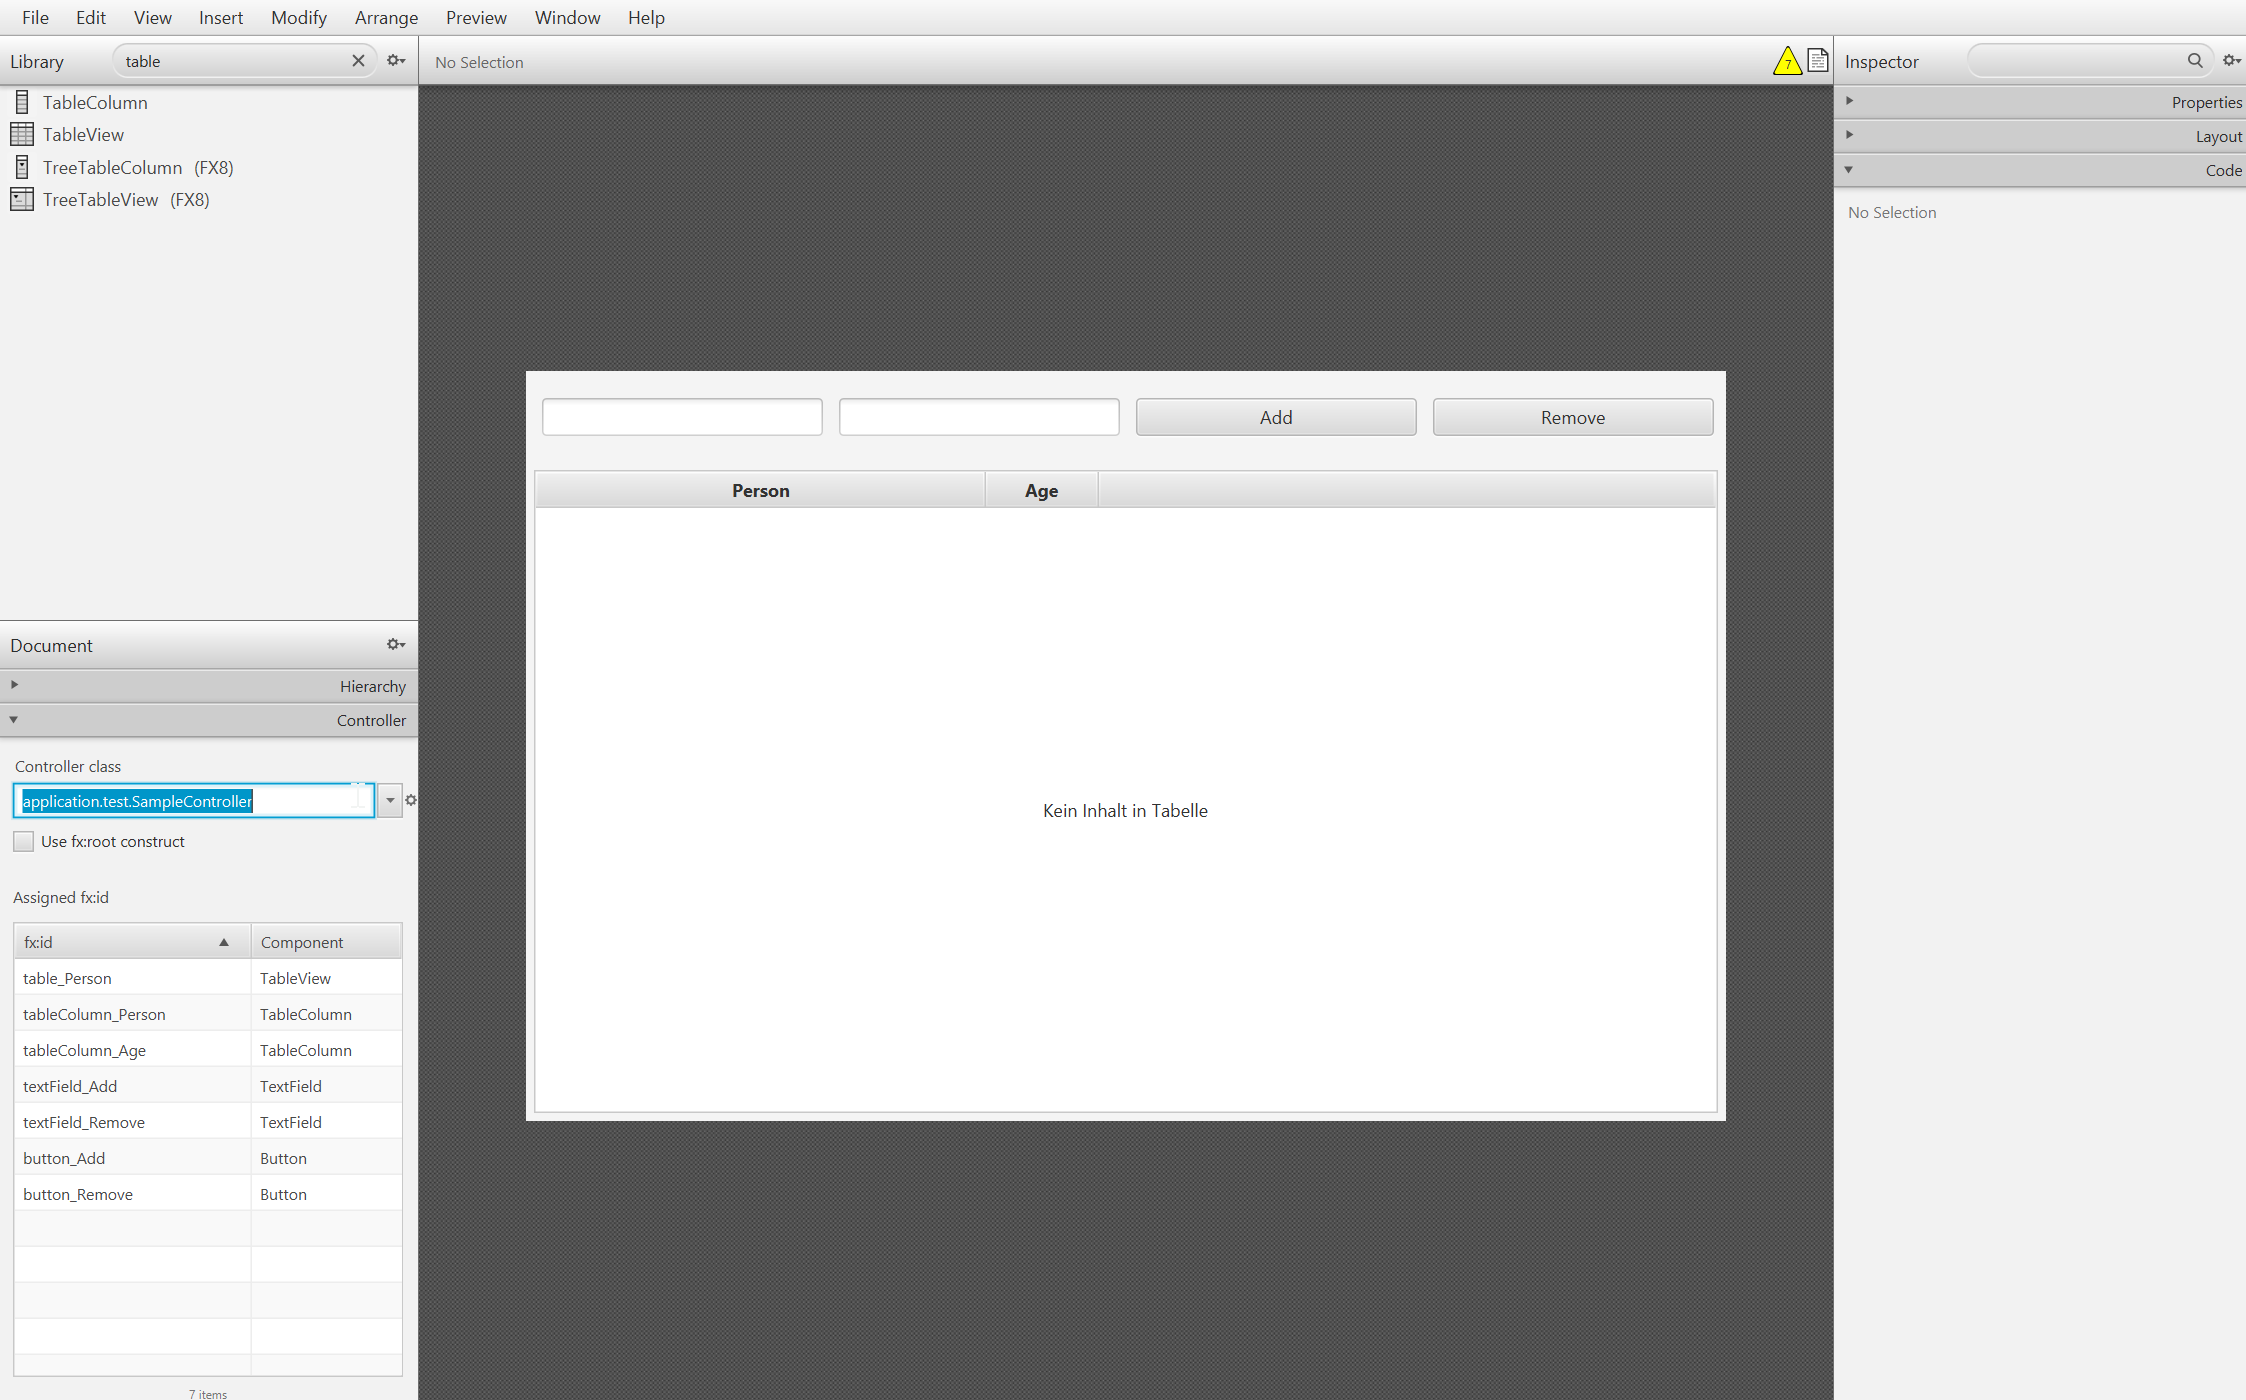 File Edit View Insert Modify Arrange Preview Window Help
Library table
No Selection
7
Inspector
TableColumn
TableView
TreeTableColumn (FX8)
TreeTableView (FX8)
Properties
Layout
Code
No Selection
Add Remove
Person Age
Kein Inhalt in Tabelle
Document
Hierarchy
Controller
Controller class
application.test.SampleController
Use fx:root construct
Assigned fx:id
fx:id Component
table_Person TableView
tableColumn_Person TableColumn
tableColumn_Age TableColumn
textField_Add TextField
textField_Remove TextField
button_Add Button
button_Remove Button
7 items